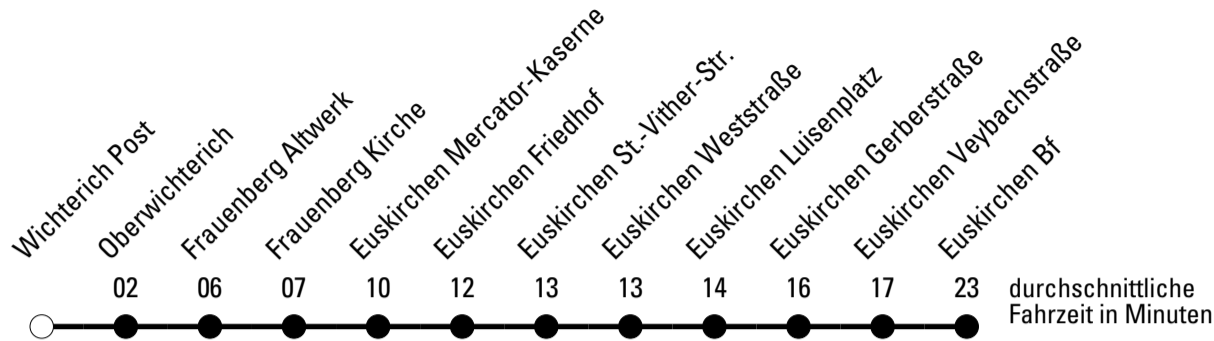 Wichterich Post
Oberwichterich
Frauenberg Altwerk
Frauenberg Kirche
Euskirchen Mercator-Kaserne
Euskirchen Friedhof
Euskirchen St.-Vither-Str.
Euskirchen Weststraße
Euskirchen Luisenplatz
Euskirchen Gerberstraße
Euskirchen Veybachstraße
Euskirchen Bf
02 06 07 10 12 13 13 14 16 17 23
durchschnittliche
Fahrzeit in Minuten